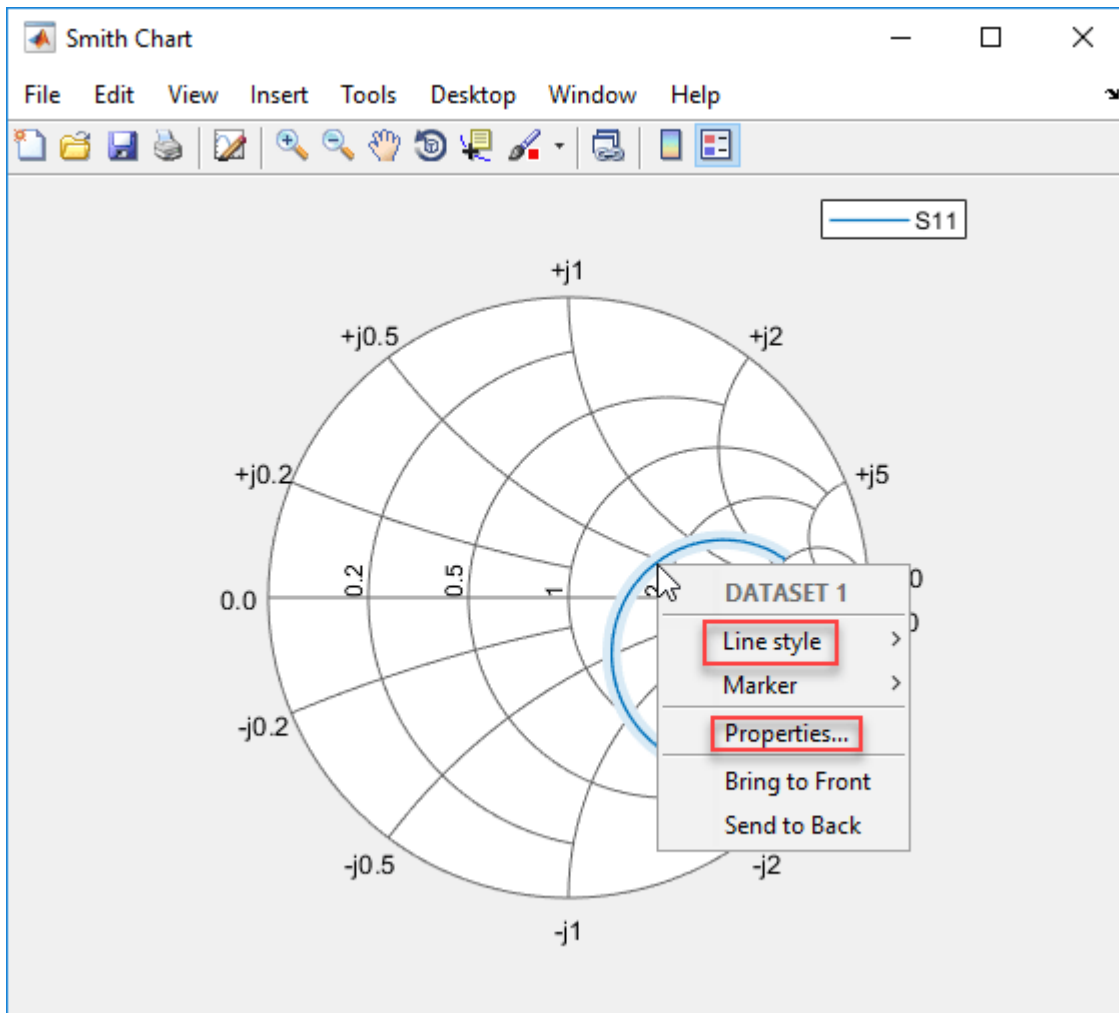 Smith Chart
File Edit View Insert Tools Desktop Window Help
S11
+j1
+j0.5
+j2
+j0.2
+j5
0.0
0.2
0.5
1
DATASET 1
Line style
Marker
Properties...
Bring to Front
Send to Back
-j0.2
-j0.5
-j2
-j1